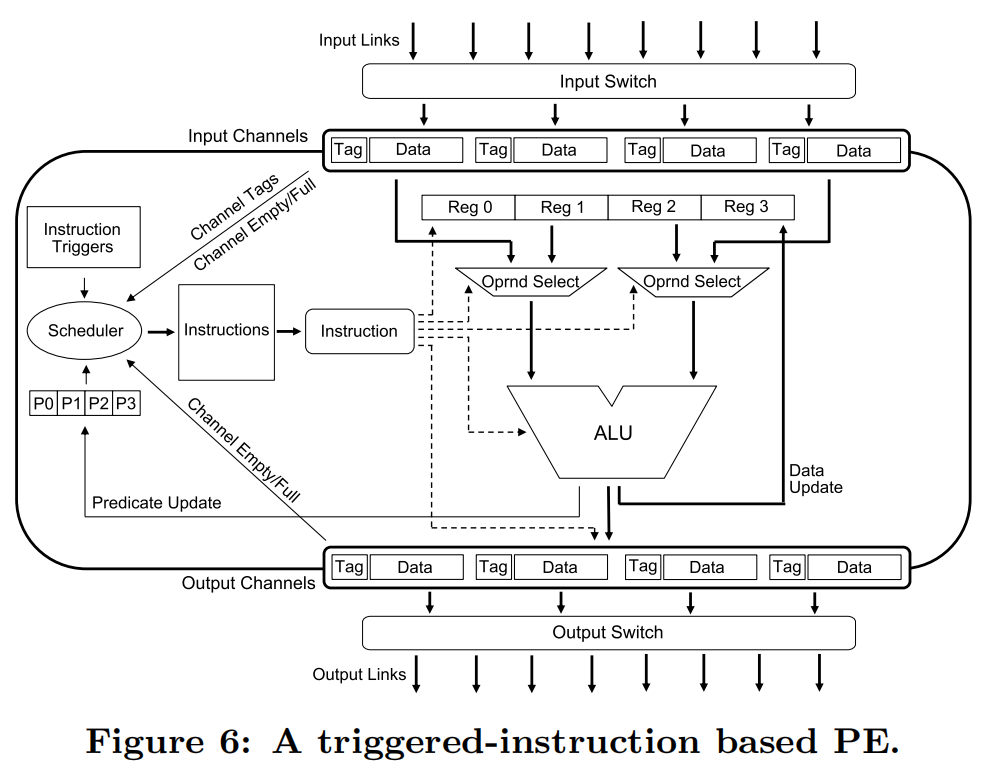 Input Links
Input Switch
Input Channels
Tag Data Tag Data Tag Data Tag Data
Channel Tags
Channel Empty/Full
Reg 0 Reg 1 Reg 2 Reg 3
Instruction
Triggers
Oprnd Select Oprnd Select
Scheduler
Instructions
Instruction
P0 P1 P2 P3
ALU
Channel Empty/Full
Data
Update
Predicate Update
Tag Data Tag Data Tag Data Tag Data
Output Channels
Output Switch
Output Links
Figure 6: A triggered-instruction based PE.